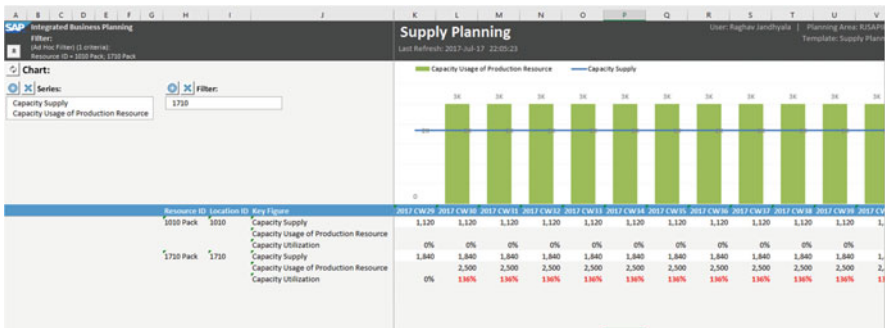 A B C D E F G H I J K L M N O P Q R S T U V
SAP Integrated Business Planning
Filter:
(Ad Hoc Filter) (1 criteria):
Resource ID = 1010 Pack; 1710 Pack
Supply Planning
Last Refresh: 2017-Jul-17 22:05:23
User: Raghav Jandhyala | Planning Area:
Template: Supply
Chart:
Series:
Filter:
Capacity Supply
Capacity Usage of Production Resource
1710
Capacity Usage of Production Resource Capacity Supply
3K 3K 3K 3K 3K 3K 3K 3K 3K 3K
0
Resource ID Location ID Key Figure 2017 CW29 2017 CW30 2017 CW31 2017 CW32 2017 CW33 2017 CW34 2017 CW35 2017 CW36 2017 CW37 2017 CW38 2017 CW39
1010 Pack 1010 Capacity Supply 1,120 1,120 1,120 1,120 1,120 1,120 1,120 1,120 1,120 1,120 1,120
Capacity Usage of Production Resource
Capacity Utilization 0% 0% 0% 0% 0% 0% 0% 0% 0% 0%
1710 Pack 1710 Capacity Supply 1,840 1,840 1,840 1,840 1,840 1,840 1,840 1,840 1,840 1,840 1,840
Capacity Usage of Production Resource 2,500 2,500 2,500 2,500 2,500 2,500 2,500 2,500 2,500 2,500
Capacity Utilization 0% 136% 136% 136% 136% 136% 136% 136% 136% 136% 136%